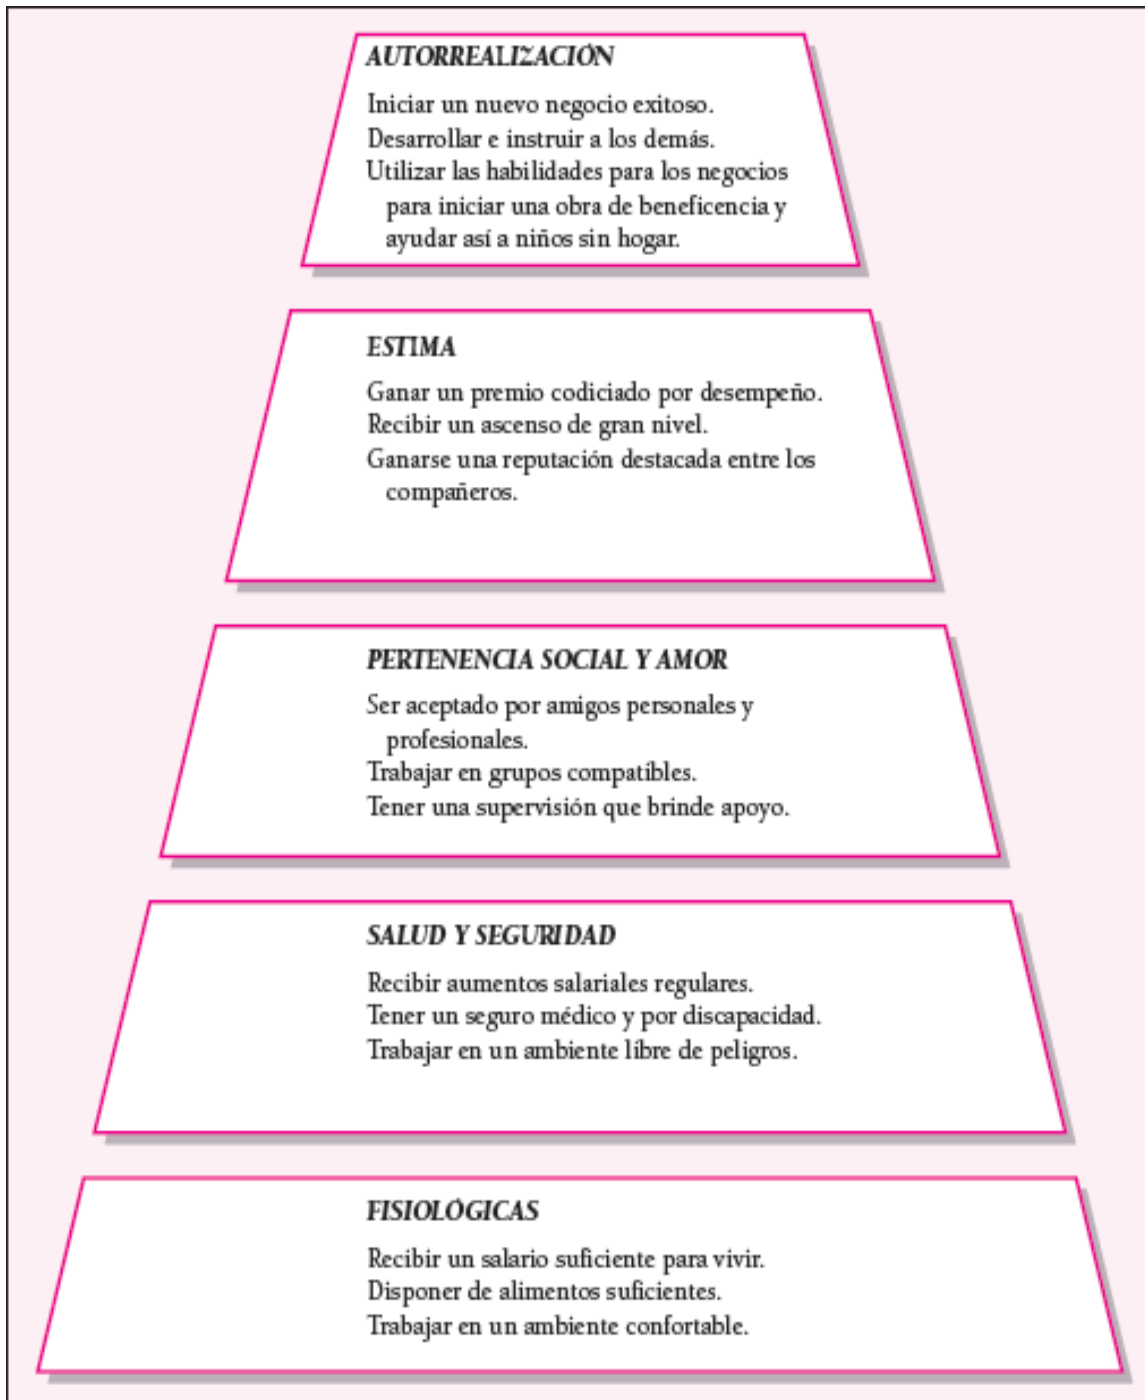 AUTORREALIZACIÓN
Iniciar un nuevo negocio exitoso.
Desarrollar e instruir a los demás.
Utilizar las habilidades para los negocios
para iniciar una obra de beneficencia y
ayudar así a niños sin hogar.
ESTIMA
Ganar un premio codiciado por desempeño.
Recibir un ascenso de gran nivel.
Ganarse una reputación destacada entre los
compañeros.
PERTENENCIA SOCIAL Y AMOR
Ser aceptado por amigos personales y
profesionales.
Trabajar en grupos compatibles.
Tener una supervisión que brinde apoyo.
SALUD Y SEGURIDAD
Recibir aumentos salariales regulares.
Tener un seguro médico y por discapacidad.
Trabajar en un ambiente libre de peligros.
FISIOLÓGICAS
Recibir un salario suficiente para vivir.
Disponer de alimentos suficientes.
Trabajar en un ambiente confortable.